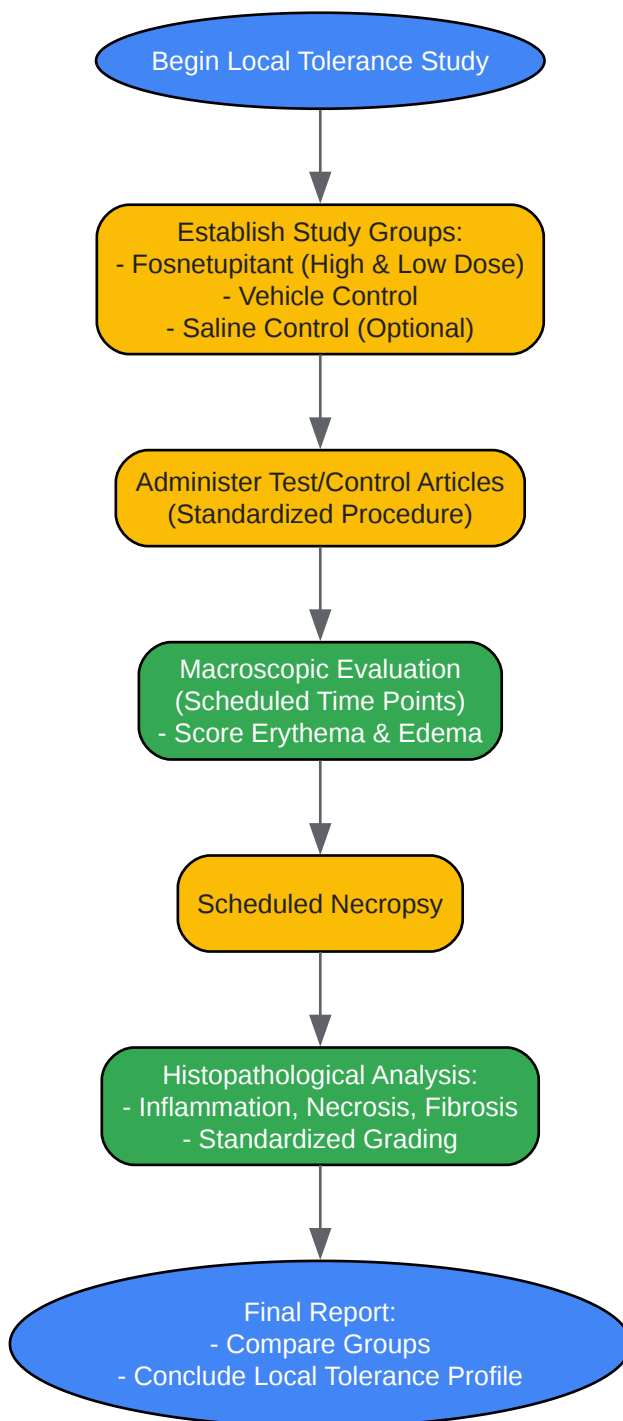 Begin Local Tolerance Study
Establish Study Groups:
- Fosnetupitant (High & Low Dose)
- Vehicle Control
- Saline Control (Optional)
Administer Test/Control Articles
(Standardized Procedure)
Macroscopic Evaluation
(Scheduled Time Points)
- Score Erythema & Edema
Scheduled Necropsy
Histopathological Analysis:
- Inflammation, Necrosis, Fibrosis
- Standardized Grading
Final Report:
- Compare Groups
- Conclude Local Tolerance Profile